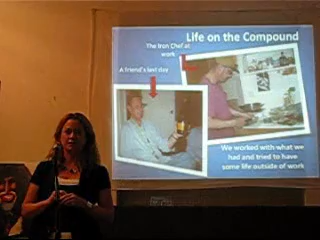 Life on the Compound
The Iron Chef at
work
A friend's last day
We worked with what we
had and tried to have
some life outside of work